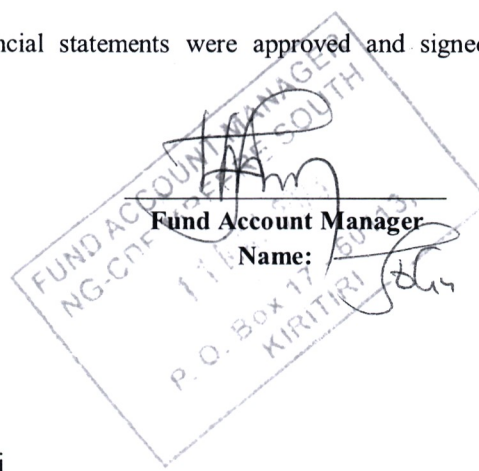 ncial statements were approved and signed
Fund Account Manager
Name: John
FUND ACCOUNT MANAGER
NG-CDF SOUTH
P. O. Box 17
KIRITIRI
i